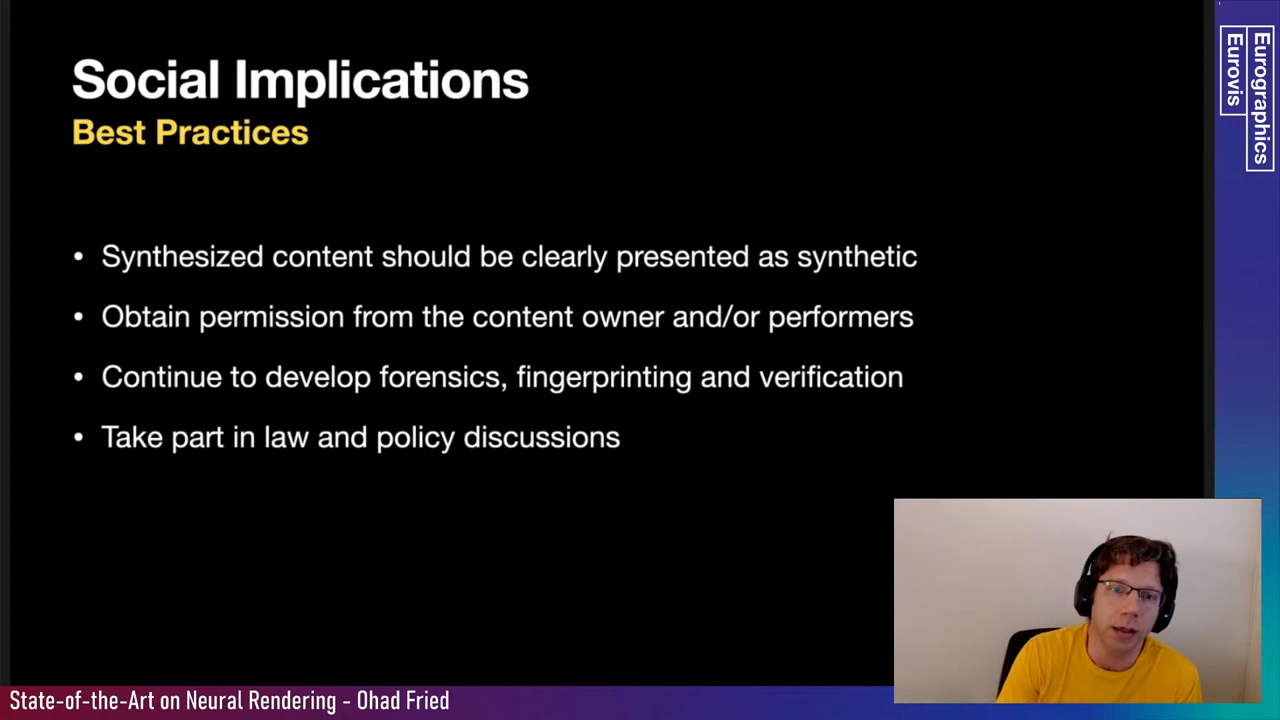 Social Implications
Best Practices
• Synthesized content should be clearly presented as synthetic
• Obtain permission from the content owner and/or performers
• Continue to develop forensics, fingerprinting and verification
• Take part in law and policy discussions
State-of-the-Art on Neural Rendering - Ohad Fried
Eurographics
Eurovis